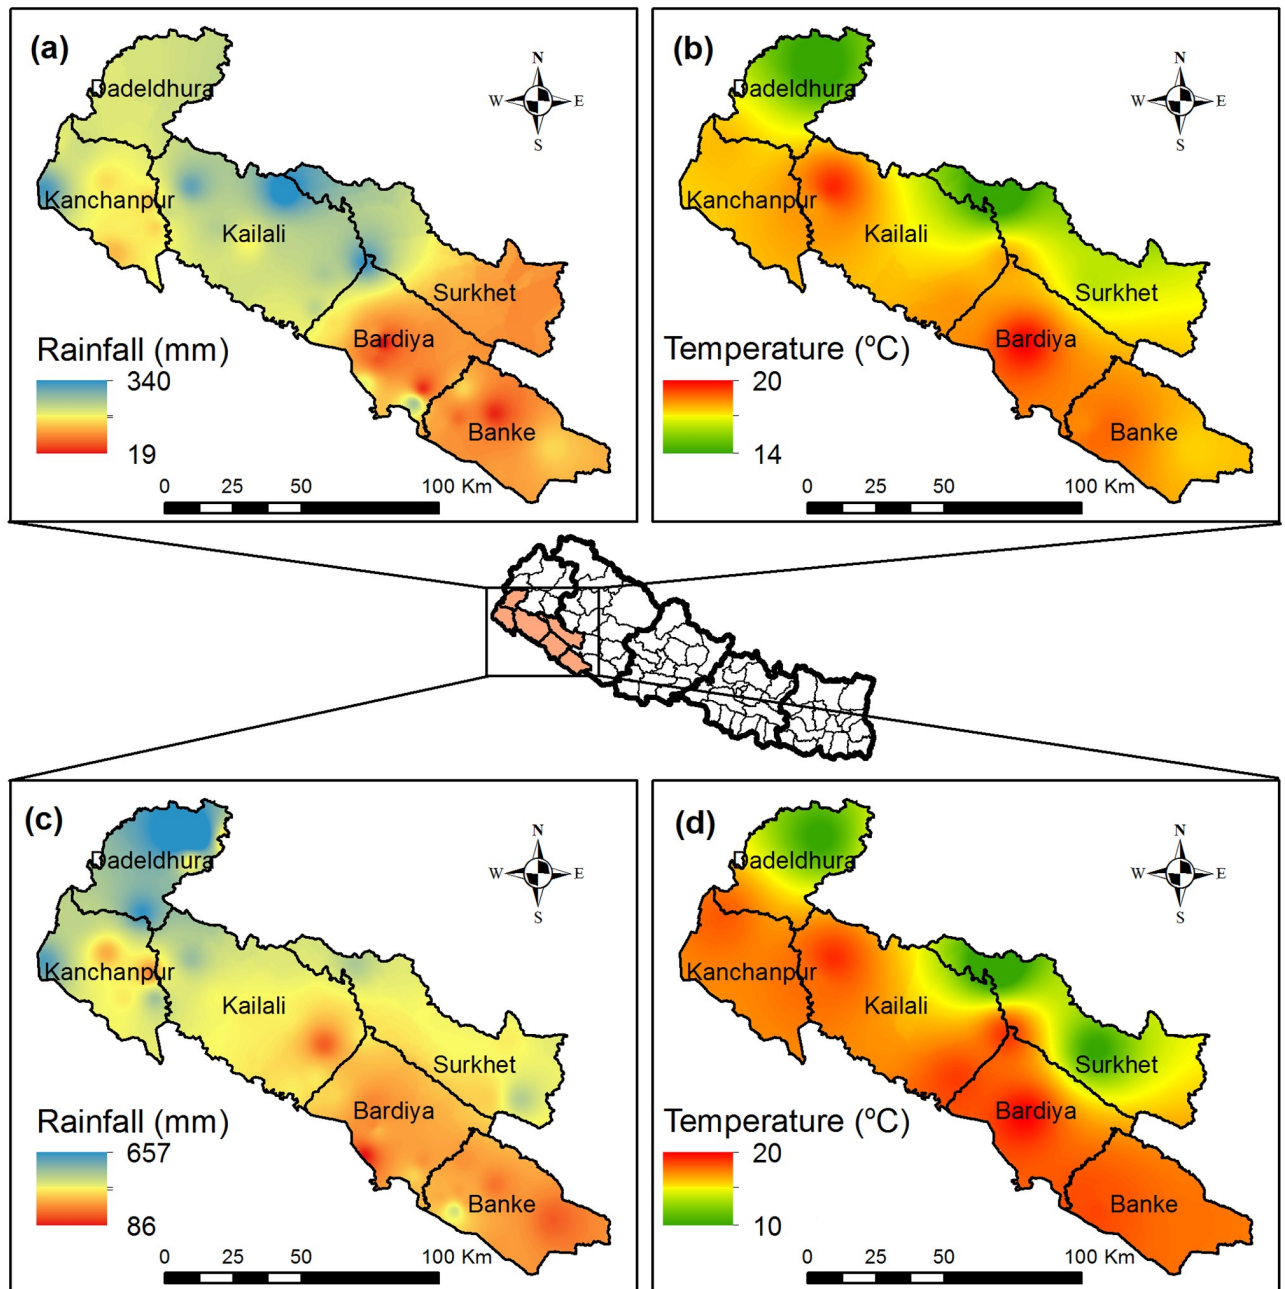 (a)
N
W E
S
Dadeldhura
Kanchanpur
Kailali
Surkhet
Bardiya
Banke
Rainfall (mm)
340
19
0 25 50 100 Km
(b)
N
W E
S
Dadeldhura
Kanchanpur
Kailali
Surkhet
Bardiya
Banke
Temperature (ºC)
20
14
0 25 50 100 Km
(c)
N
W E
S
Dadeldhura
Kanchanpur
Kailali
Surkhet
Bardiya
Banke
Rainfall (mm)
657
86
0 25 50 100 Km
(d)
N
W E
S
Dadeldhura
Kanchanpur
Kailali
Surkhet
Bardiya
Banke
Temperature (ºC)
20
10
0 25 50 100 Km